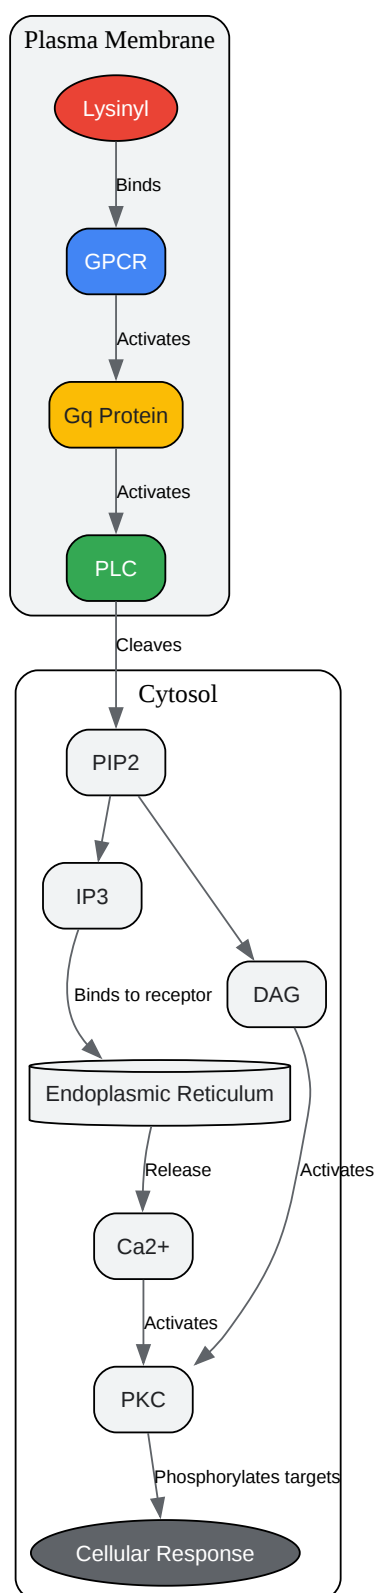 Plasma Membrane
Lysinyl
Binds
GPCR
Activates
Gq Protein
Activates
PLC
Cleaves
Cytosol
PIP2
IP3
DAG
Binds to receptor
Endoplasmic Reticulum
Release
Activates
Ca2+
Activates
PKC
Phosphorylates targets
Cellular Response